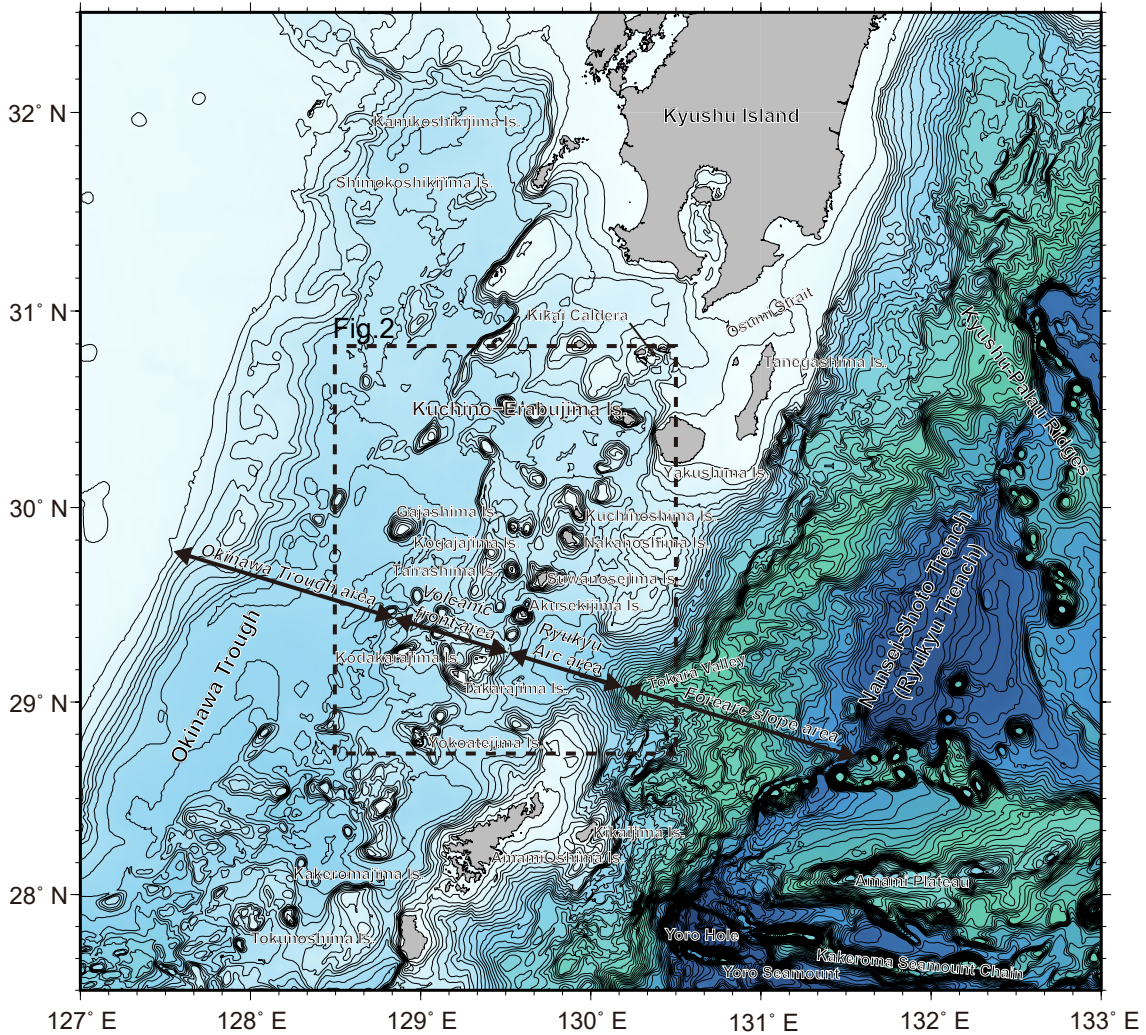 32° N
Kamikoshikijima Is.
Kyushu Island
Shimokoshikijima Is.
31° N
Fig.2
Kikai Caldera
Osumi Strait
Kyushu-Palau Ridges
Tanegashima Is.
Kuchino-Erabujima Is.
Yakushima Is.
30° N
Gajashima Is.
Kuchinoshima Is.
Kogajajima Is.
Nakanoshima Is.
Okinawa Trough area
Tairashima Is.
Suwanosejima Is.
Volcanic
front area
Akusekijima Is.
Ryukyu
Arc area
Nansei-Shoto Trench
(Ryukyu Trench)
Okinawa Trough
Kodakarajima Is.
Tokara Valley
29° N
Takarajima Is.
Forearc slope area
Yokoatejima Is.
Kikaijima Is.
AmamiOshima Is.
Kakeromajima Is.
Amami Plateau
28° N
Tokunoshima Is.
Yoro Hole
Kakeroma Seamount Chain
Yoro Seamount
127° E
128° E
129° E
130° E
131° E
132° E
133° E